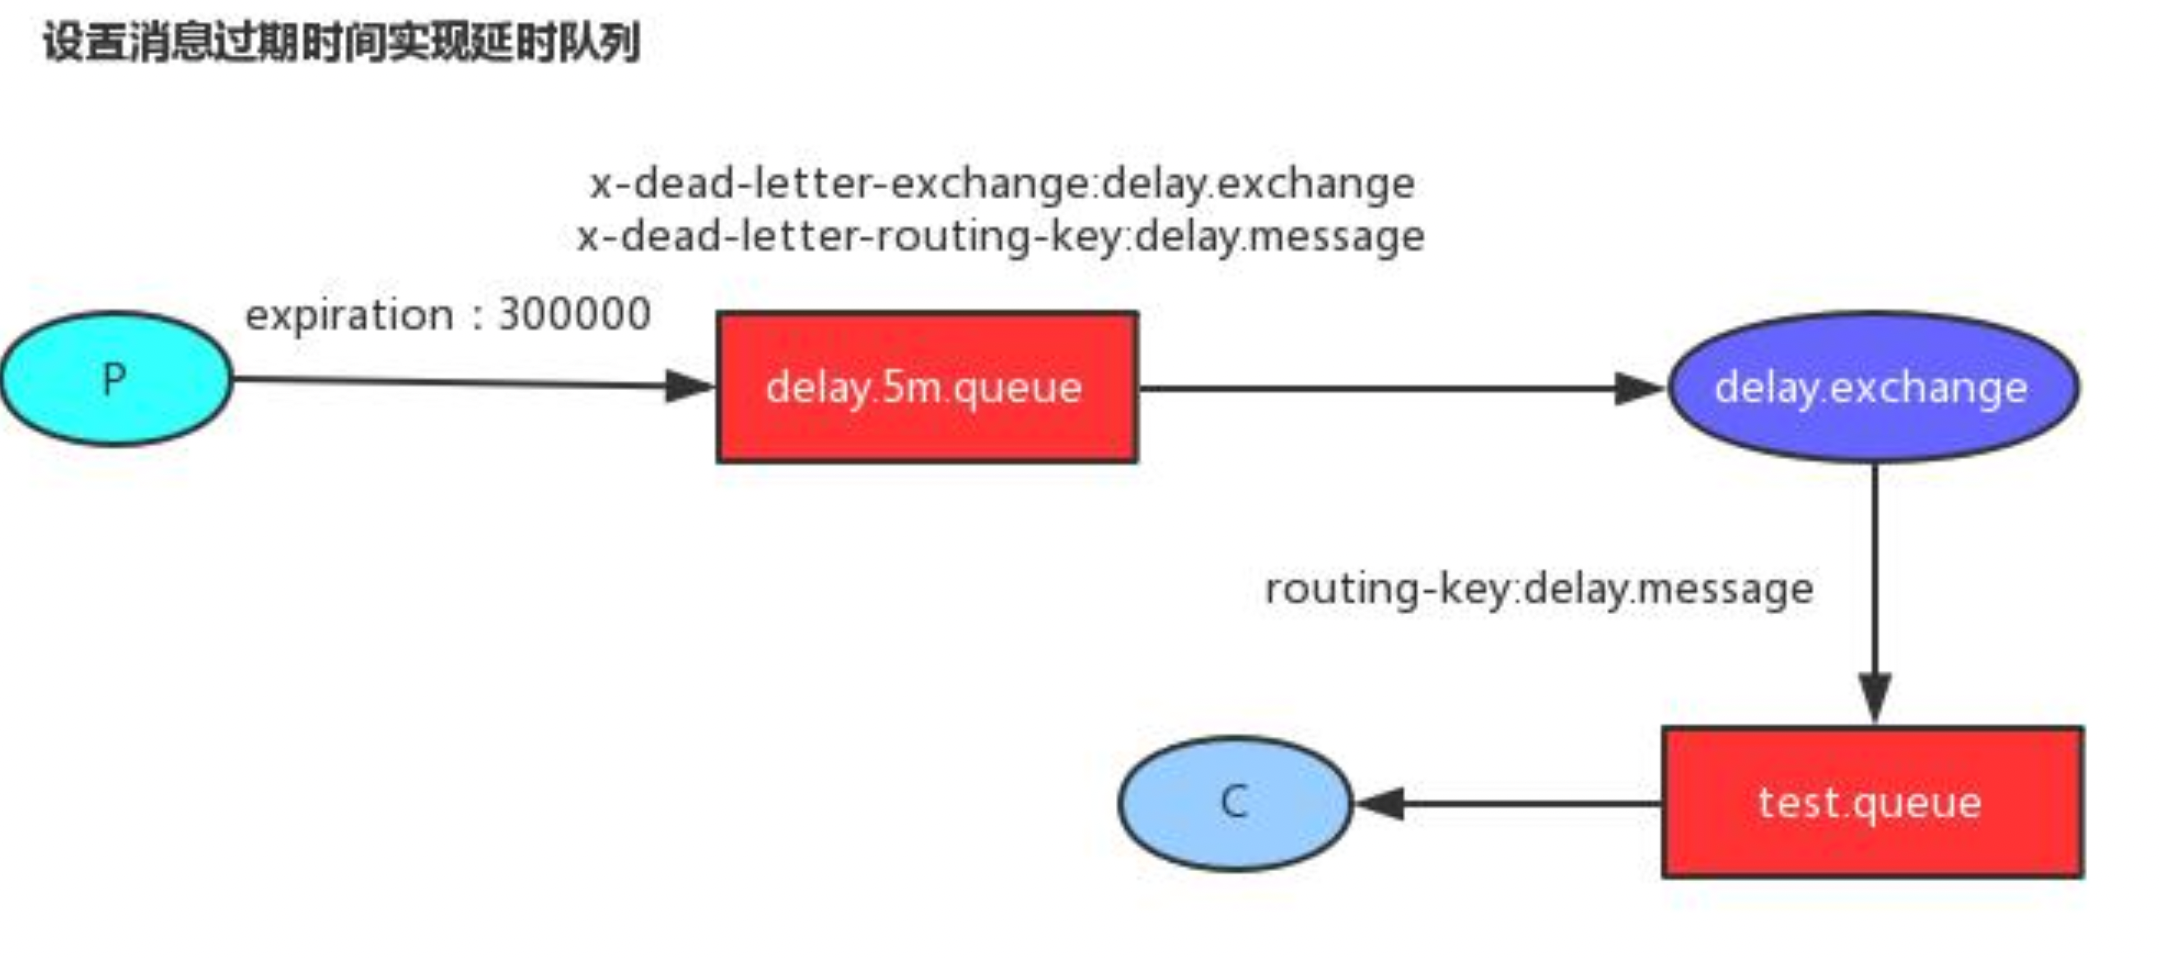 设置消息过期时间实现延时队列
x-dead-letter-exchange:delay.exchange
x-dead-letter-routing-key:delay.message
expiration：300000
P
delay.5m.queue
delay.exchange
routing-key:delay.message
C
test.queue